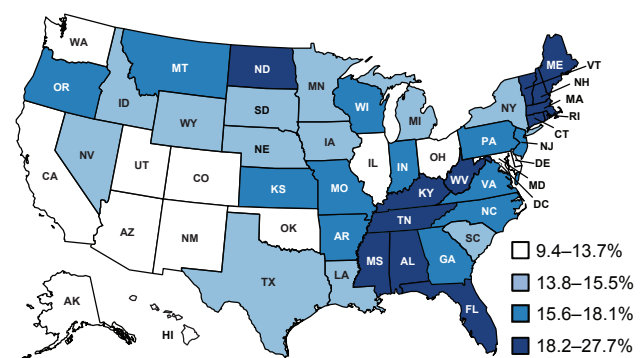 WA
ME
VT
MT
ND
OR
MN
NH
ID
SD
WI
NY
MA
WY
MI
RI
CT
NE
IA
PA
NJ
NV
OH
IL
IN
DE
UT
CA
CO
WV
MD
KS
MO
VA
KY
DC
TN
NC
OK
AZ
NM
AR
SC
9.4–13.7%
MS
AL
GA
TX
LA
13.8–15.5%
AK
FL
15.6–18.1%
HI
18.2–27.7%